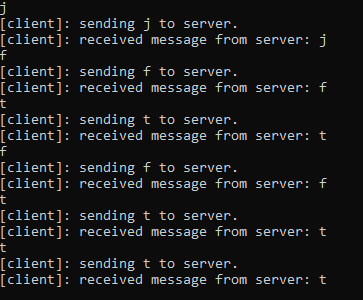 j
[client]: sending j to server.
[client]: received message from server: j
f
[client]: sending f to server.
[client]: received message from server: f
t
[client]: sending t to server.
[client]: received message from server: t
f
[client]: sending f to server.
[client]: received message from server: f
t
[client]: sending t to server.
[client]: received message from server: t
t
[client]: sending t to server.
[client]: received message from server: t